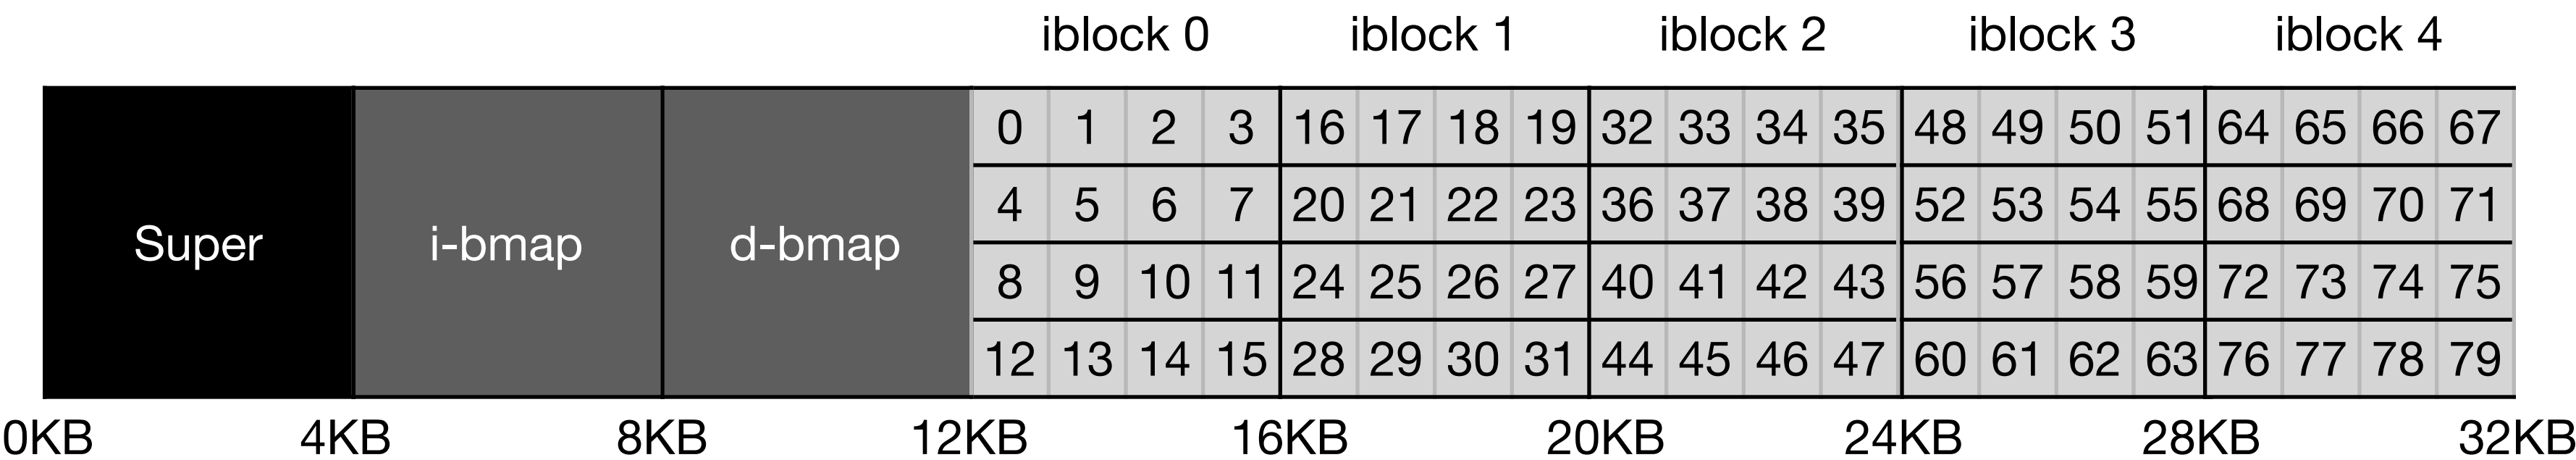 iblock 0 iblock 1 iblock 2 iblock 3 iblock 4
0 1 2 3 16 17 18 19 32 33 34 35 48 49 50 51 64 65 66 67
4 5 6 7 20 21 22 23 36 37 38 39 52 53 54 55 68 69 70 71
Super i-bmap d-bmap
8 9 10 11 24 25 26 27 40 41 42 43 56 57 58 59 72 73 74 75
12 13 14 15 28 29 30 31 44 45 46 47 60 61 62 63 76 77 78 79
0KB 4KB 8KB 12KB 16KB 20KB 24KB 28KB 32KB